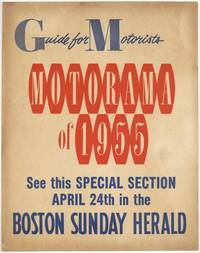 Guide for Motorists
MOTORAMA
of 1955
See this SPECIAL SECTION
APRIL 24th in the
BOSTON SUNDAY HERALD